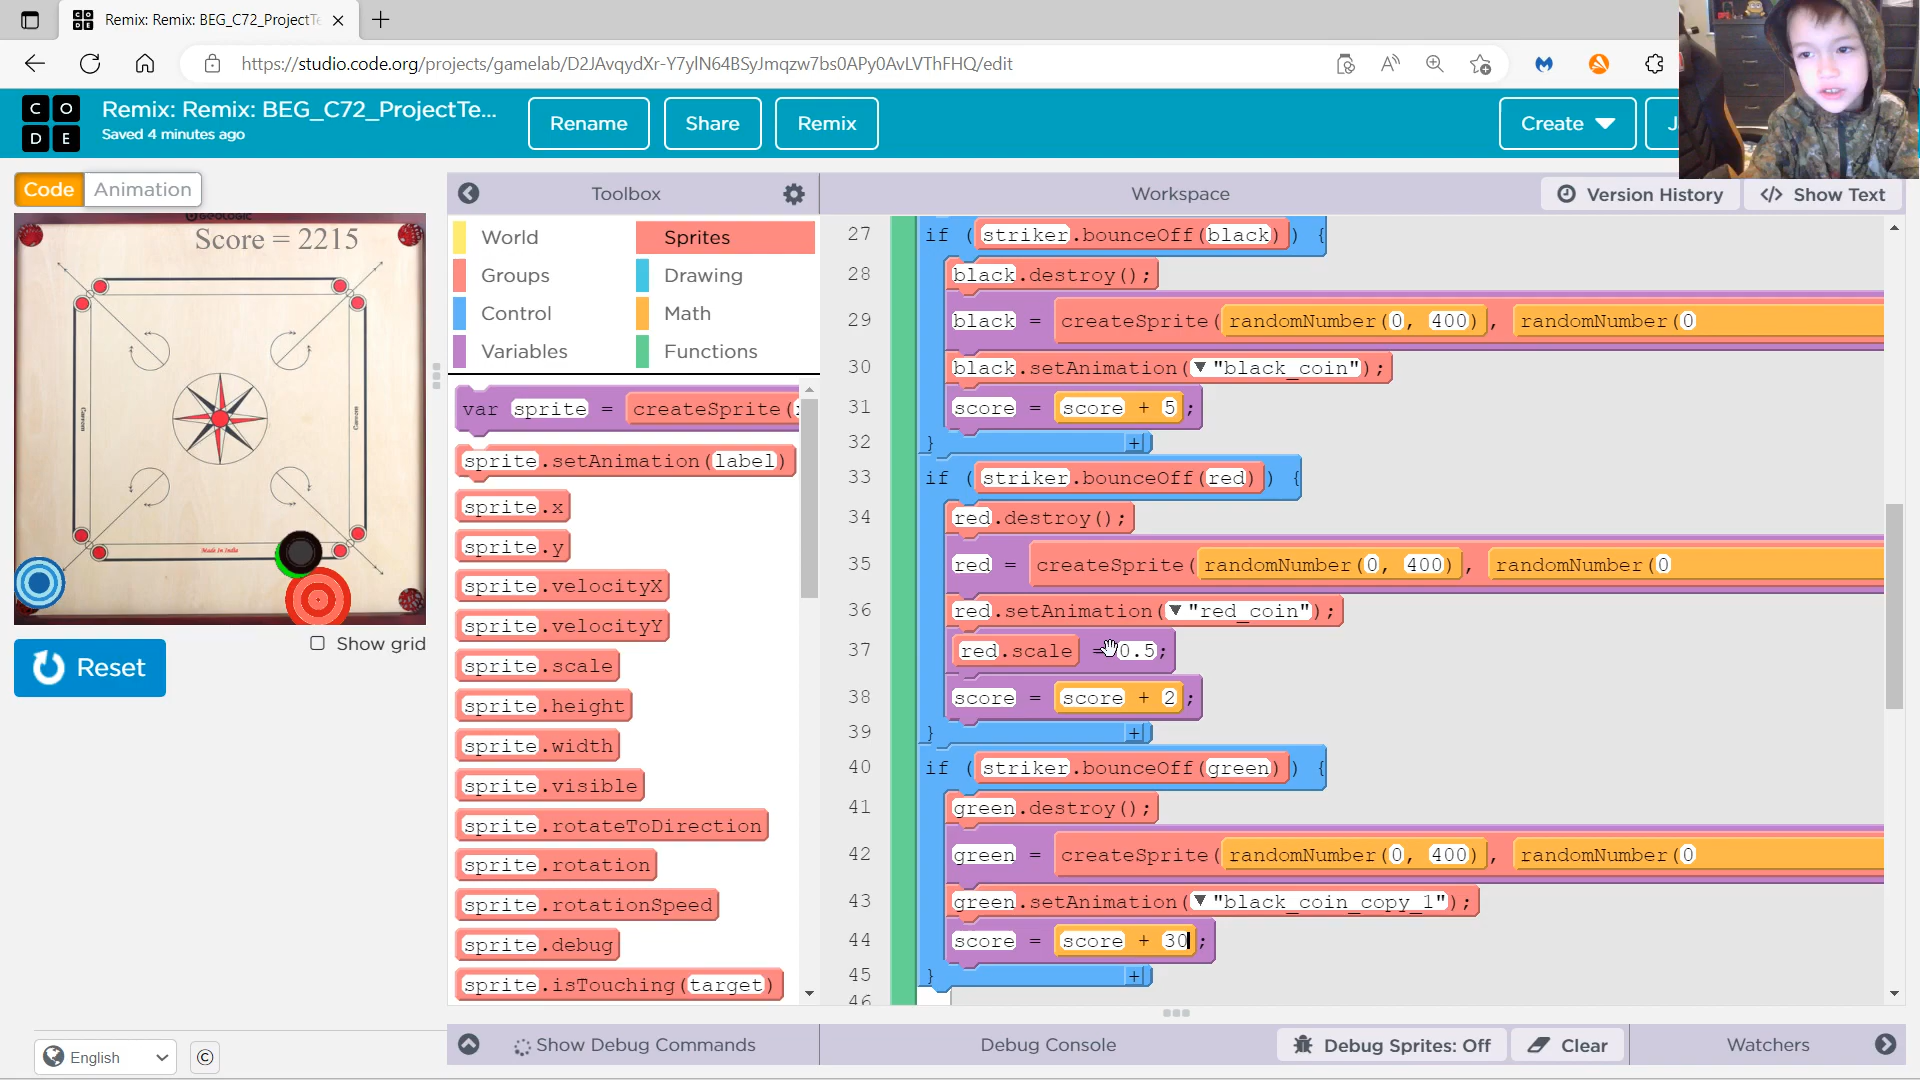 Remix: Remix: BEG_C72_ProjectTe
https://studio.code.org/projects/gamelab/D2JAvqydXr-Y7ylN64BSyJmqzw7bs0APy0AvLVThFHQ/edit
C O
D E
Remix: Remix: BEG_C72_ProjectTe...
Saved 4 minutes ago
Rename
Share
Remix
Create
Code
Animation
Toolbox
Workspace
Version History
</> Show Text
Score = 2215
Made In India
Show grid
Reset
World
Sprites
Groups
Drawing
Control
Math
Variables
Functions
var sprite = createSprite(
sprite.setAnimation(label)
sprite.x
sprite.y
sprite.velocityX
sprite.velocityY
sprite.scale
sprite.height
sprite.width
sprite.visible
sprite.rotateToDirection
sprite.rotation
sprite.rotationSpeed
sprite.debug
sprite.isTouching(target)
27 if (striker.bounceOff(black)) {
28 black.destroy();
29 black = createSprite(randomNumber(0, 400), randomNumber(0
30 black.setAnimation("black_coin");
31 score = score + 5;
32 }
33 if (striker.bounceOff(red)) {
34 red.destroy();
35 red = createSprite(randomNumber(0, 400), randomNumber(0
36 red.setAnimation("red_coin");
37 red.scale = 0.5;
38 score = score + 2;
39 }
40 if (striker.bounceOff(green)) {
41 green.destroy();
42 green = createSprite(randomNumber(0, 400), randomNumber(0
43 green.setAnimation("black_coin_copy_1");
44 score = score + 30;
45 }
46
English
©
Show Debug Commands
Debug Console
Debug Sprites: Off
Clear
Watchers